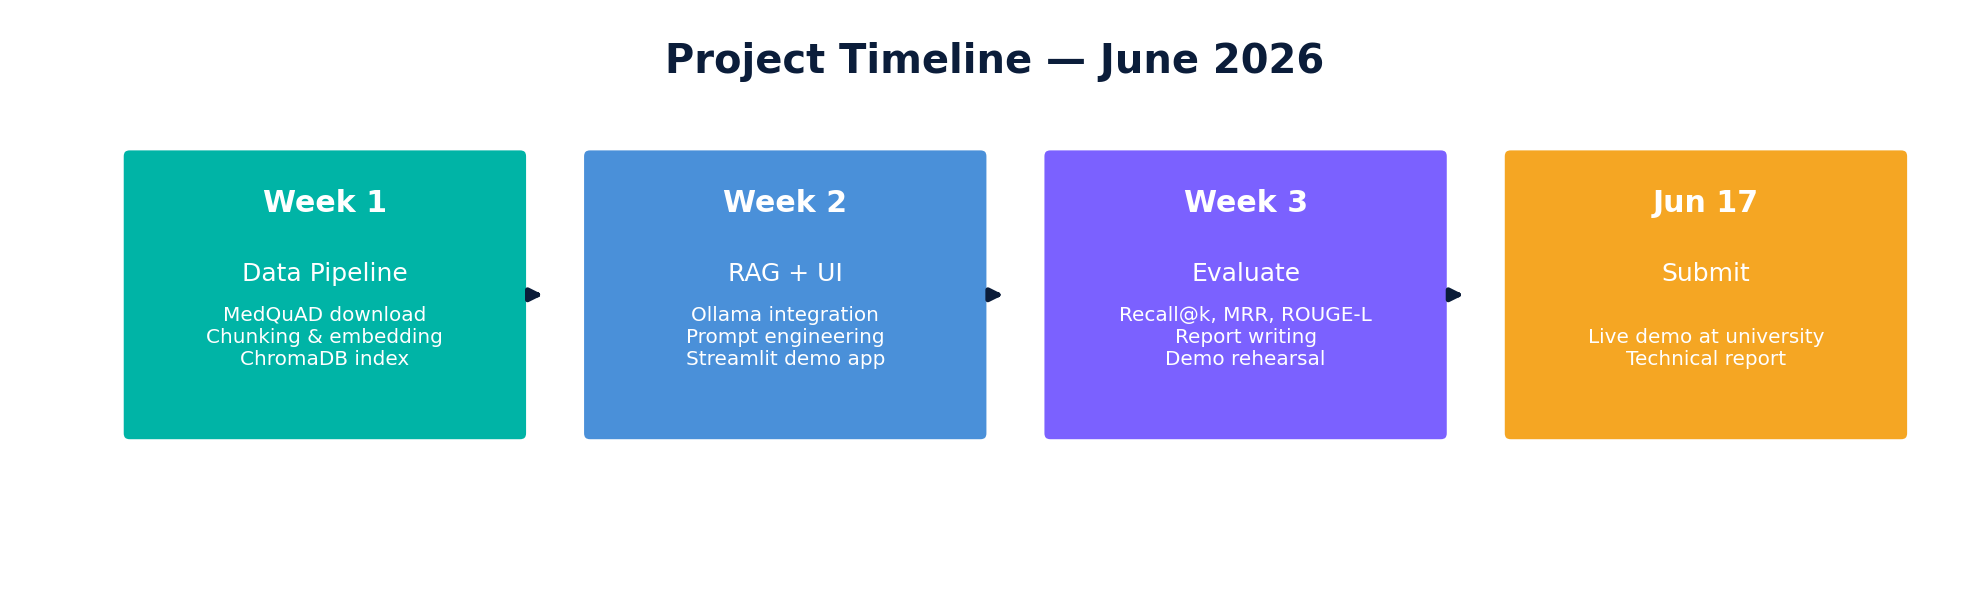 Project Timeline — June 2026
Week 1
Data Pipeline
MedQuAD download
Chunking & embedding
ChromaDB index
Week 2
RAG + UI
Ollama integration
Prompt engineering
Streamlit demo app
Week 3
Evaluate
Recall@k, MRR, ROUGE-L
Report writing
Demo rehearsal
Jun 17
Submit
Live demo at university
Technical report